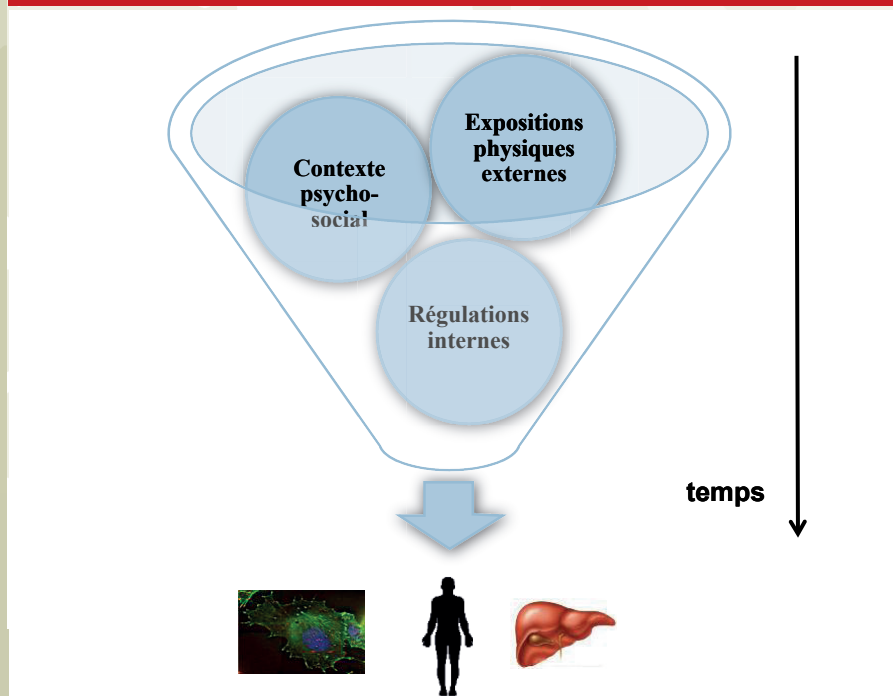 Expositions
physiques
externes
Contexte
psycho-
social
Régulations
internes
temps